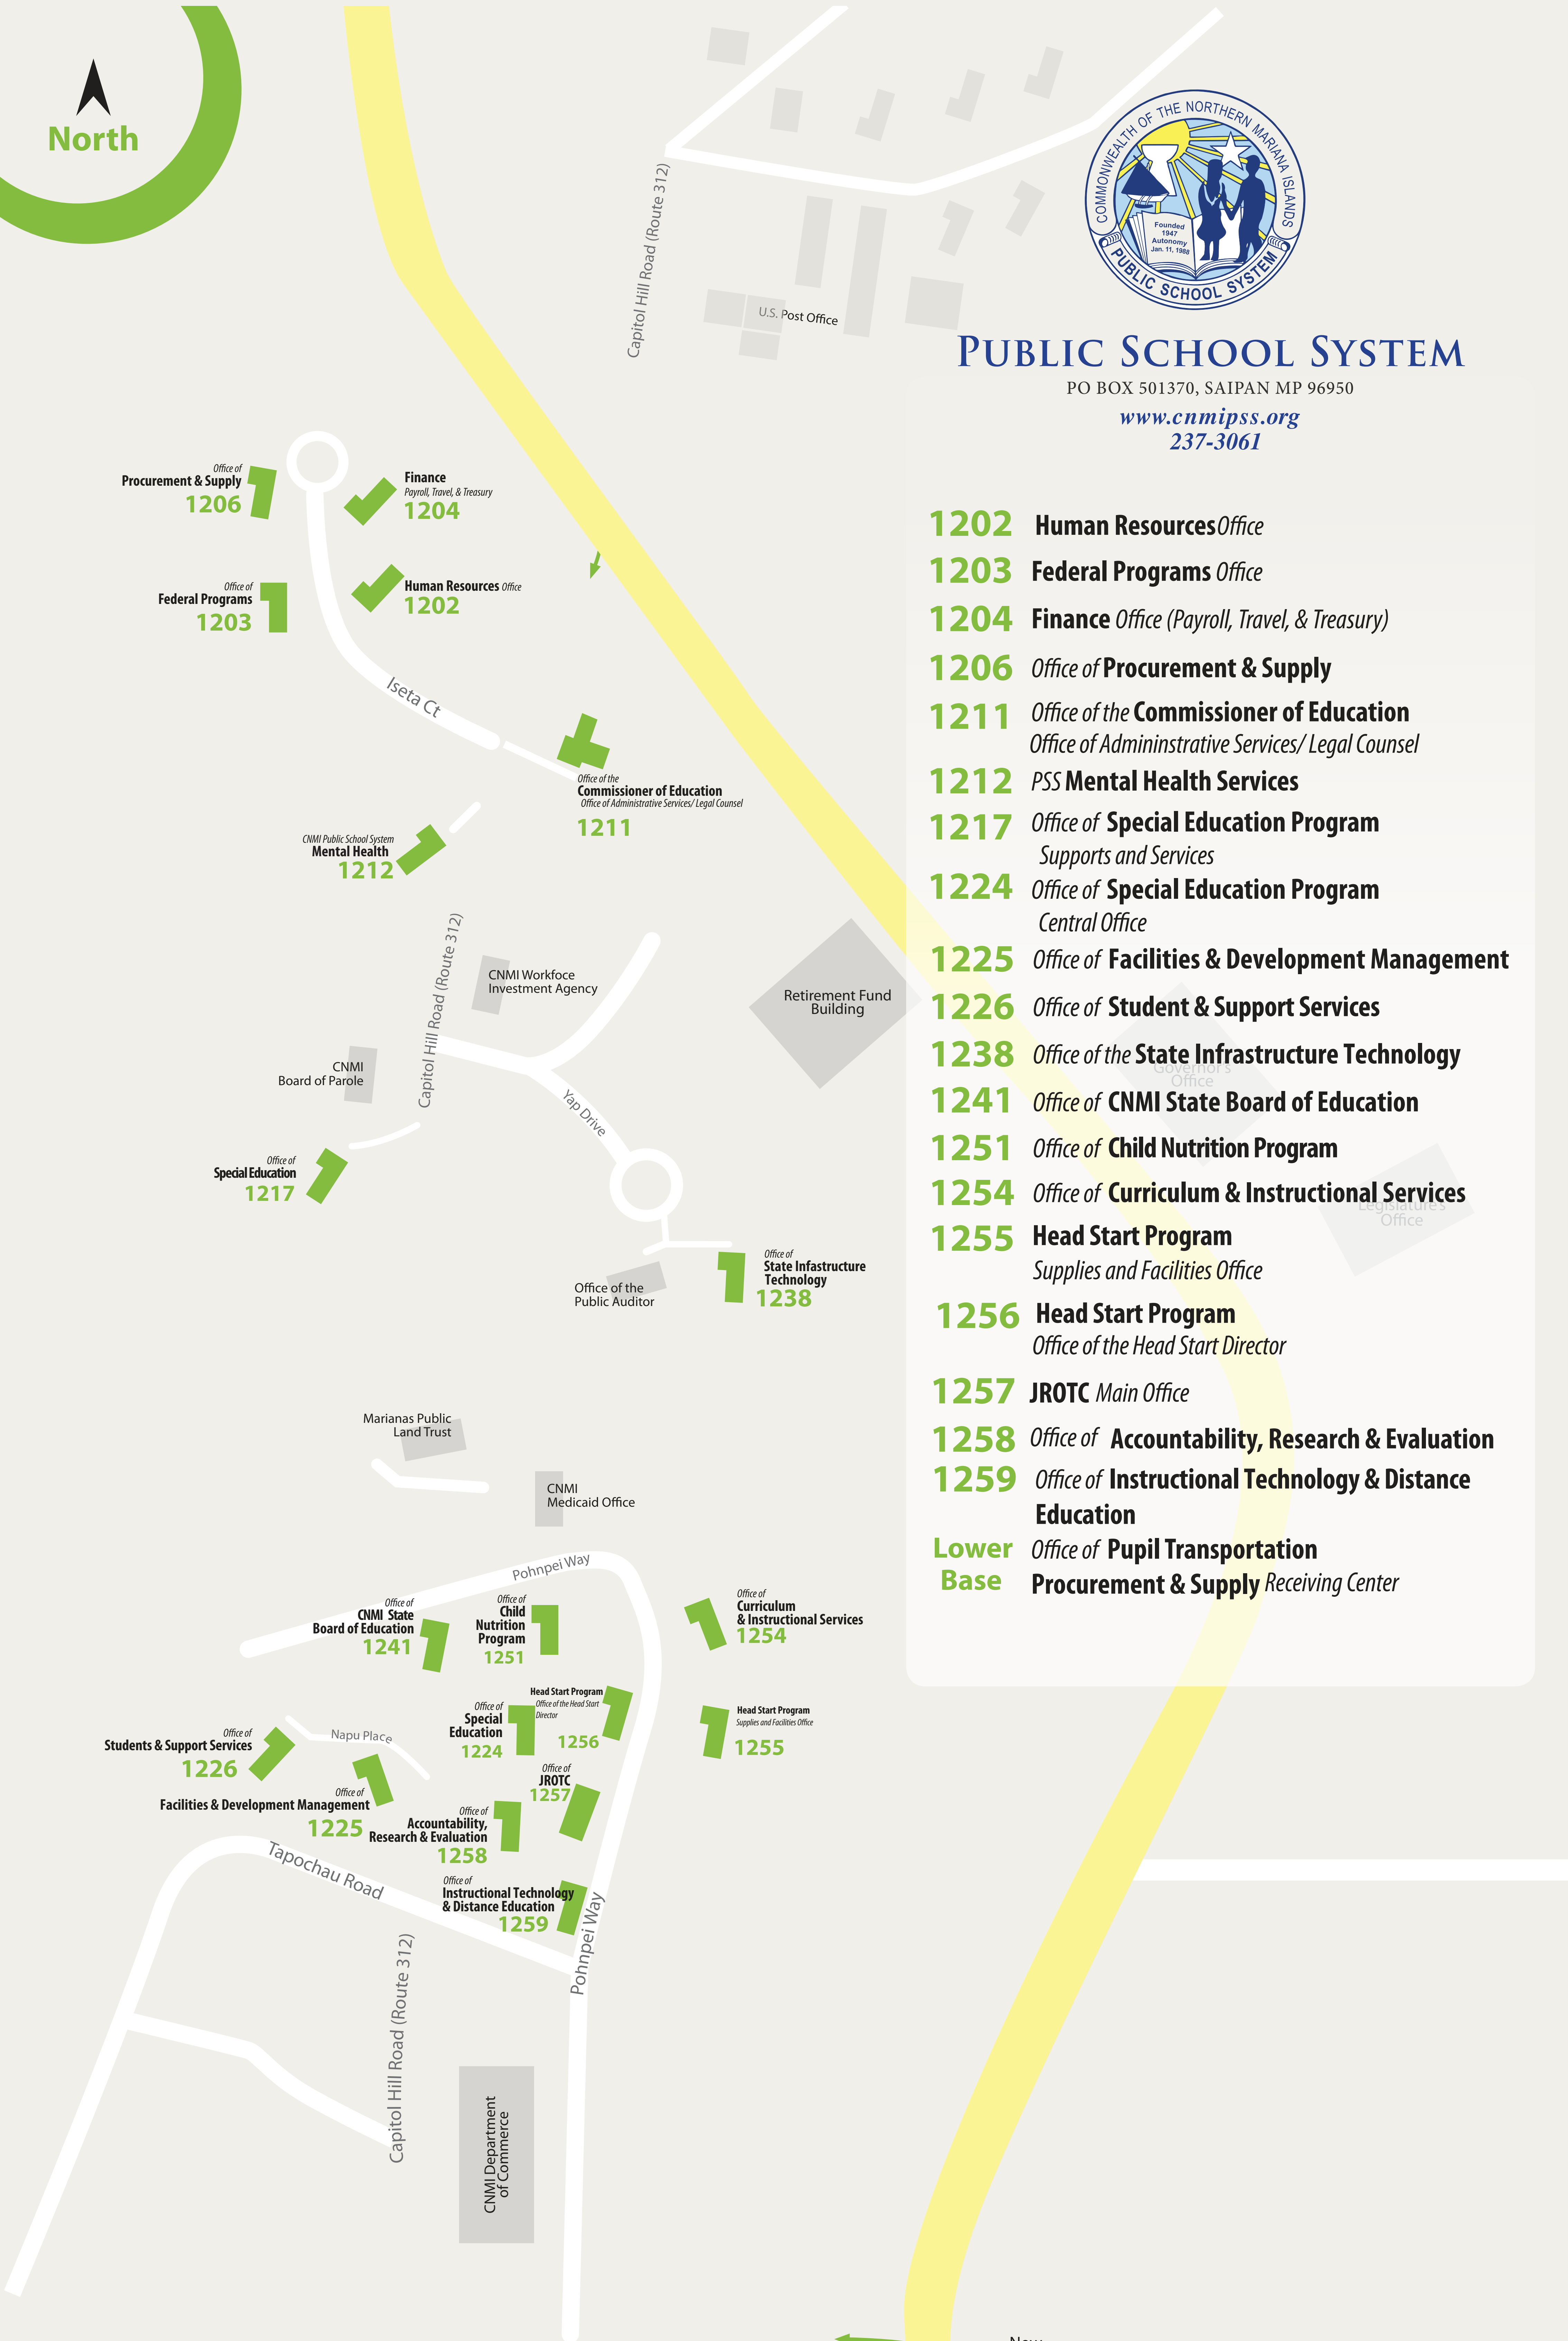 North
COMMONWEALTH OF THE NORTHERN MARIANA ISLANDS
Founded
1947
Autonomy
Jan. 11, 1988
PUBLIC SCHOOL SYSTEM
PUBLIC SCHOOL SYSTEM
PO BOX 501370, SAIPAN MP 96950
www.cnmipss.org
237-3061
Capitol Hill Road (Route 312)
U.S. Post Office
Office of
Procurement & Supply
1206
Finance
Payroll, Travel, & Treasury
1204
Office of
Federal Programs
1203
Human Resources Office
1202
Iseta Ct
Office of the
Commissioner of Education
Office of Administrative Services/ Legal Counsel
1211
CNMI Public School System
Mental Health
1212
Capitol Hill Road (Route 312)
CNMI Workfoce
Investment Agency
Retirement Fund
Building
CNMI
Board of Parole
Yap Drive
Office of
Special Education
1217
Office of
State Infastructure
Technology
1238
Office of the
Public Auditor
Marianas Public
Land Trust
CNMI
Medicaid Office
Pohnpei Way
Office of
CNMI State
Board of Education
1241
Office of
Child
Nutrition
Program
1251
Office of
Curriculum
& Instructional Services
1254
Head Start Program
Office of the Head Start
Director
1256
Office of
Special
Education
1224
Head Start Program
Supplies and Facilities Office
1255
Napu Place
Office of
Students & Support Services
1226
Office of
JROTC
1257
Office of
Facilities & Development Management
1225
Office of
Accountability,
Research & Evaluation
1258
Tapochau Road
Office of
Instructional Technology
& Distance Education
1259
Pohnpei Way
Capitol Hill Road (Route 312)
CNMI Department
of Commerce
1202 Human ResourcesOffice
1203 Federal Programs Office
1204 Finance Office (Payroll, Travel, & Treasury)
1206 Office of Procurement & Supply
1211 Office of the Commissioner of Education
Office of Admininstrative Services/ Legal Counsel
1212 PSS Mental Health Services
1217 Office of Special Education Program
Supports and Services
1224 Office of Special Education Program
Central Office
1225 Office of Facilities & Development Management
1226 Office of Student & Support Services
1238 Office of the State Infrastructure Technology
Governor's
Office
1241 Office of CNMI State Board of Education
1251 Office of Child Nutrition Program
1254 Office of Curriculum & Instructional Services
Legislature's
Office
1255 Head Start Program
Supplies and Facilities Office
1256 Head Start Program
Office of the Head Start Director
1257 JROTC Main Office
1258 Office of Accountability, Research & Evaluation
1259 Office of Instructional Technology & Distance
Education
Lower Office of Pupil Transportation
Base Procurement & Supply Receiving Center